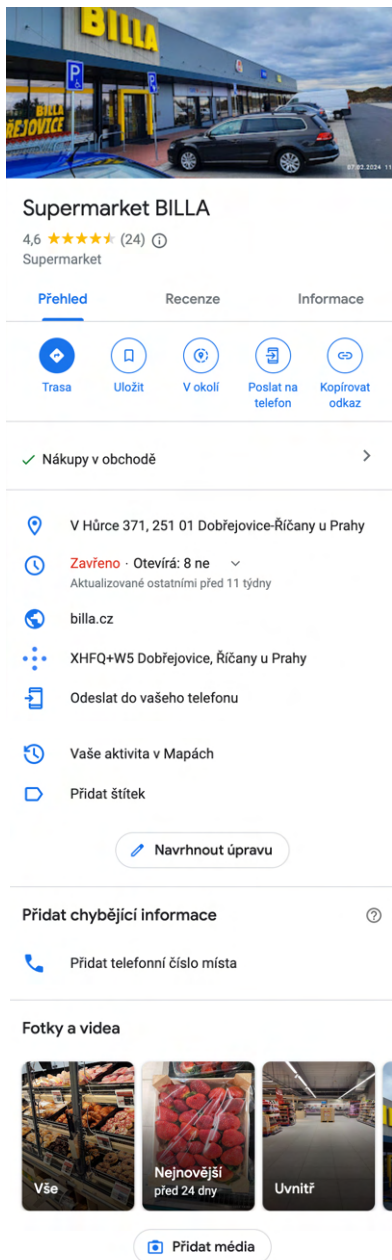 BILLA
BILLA
REJOVICE
07.02.2024 11
Supermarket BILLA
4,6 (24)
Supermarket
Přehled Recenze Informace
Trasa Uložit V okolí Poslat na telefon Kopírovat odkaz
Nákupy v obchodě
V Hůrce 371, 251 01 Dobřejovice-Říčany u Prahy
Zavřeno · Otevírá: 8 ne
Aktualizované ostatními před 11 týdny
billa.cz
XHFQ+W5 Dobřejovice, Říčany u Prahy
Odeslat do vašeho telefonu
Vaše aktivita v Mapách
Přidat štítek
Navrhnout úpravu
Přidat chybějící informace
Přidat telefonní číslo místa
Fotky a videa
Vše
Nejnovější
před 24 dny
Uvnitř
Přidat média